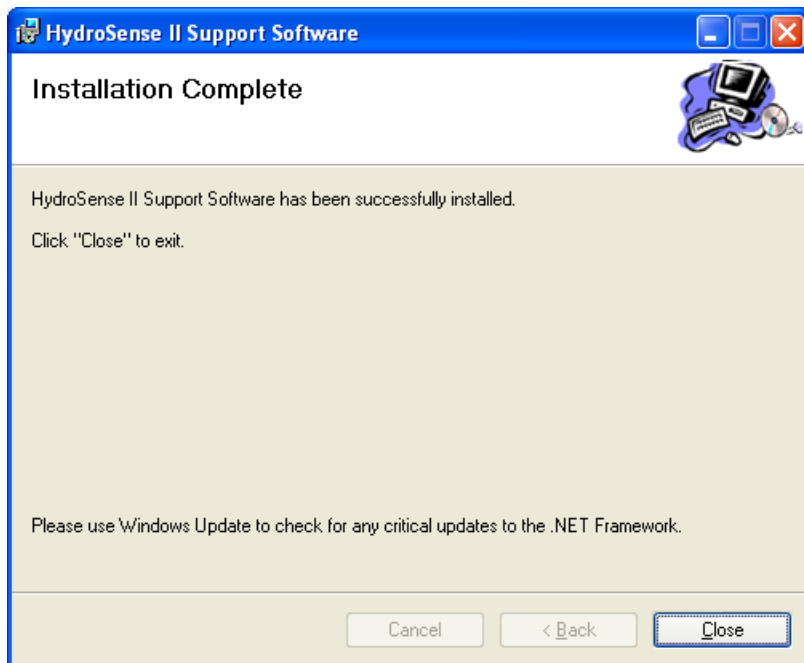 HydroSense II Support Software
Installation Complete
HydroSense II Support Software has been successfully installed.
Click "Close" to exit.
Please use Windows Update to check for any critical updates to the .NET Framework.
Cancel
< Back
Close